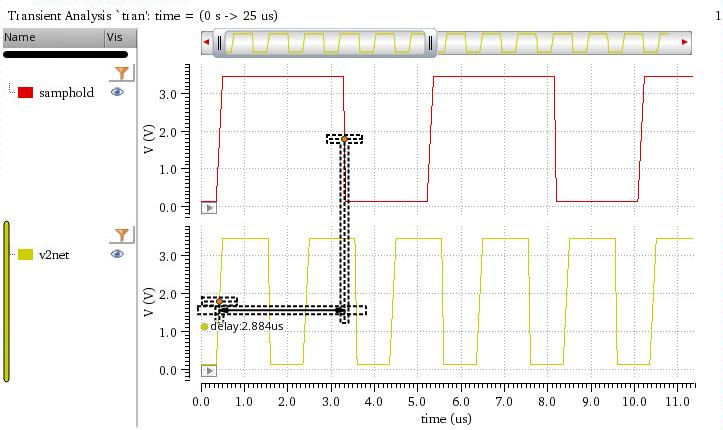 Transient Analysis `tran': time = (0 s -> 25 us)
1
Name
Vis
samphold
v2net
V (V)
3.0
2.0
1.0
0.0
V (V)
3.0
2.0
1.0
0.0
delay:2.884us
0.0 1.0 2.0 3.0 4.0 5.0 6.0 7.0 8.0 9.0 10.0 11.0
time (us)